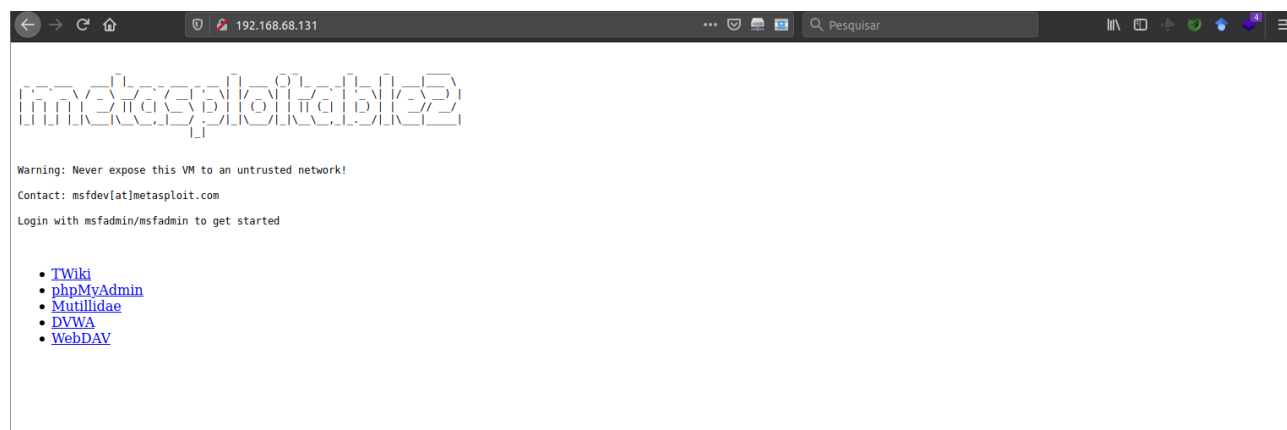 192.168.68.131
Pesquisar
4
metasploitable2
Warning: Never expose this VM to an untrusted network!
Contact: msfdev[at]metasploit.com
Login with msfadmin/msfadmin to get started
TWiki
phpMyAdmin
Mutillidae
DVWA
WebDAV